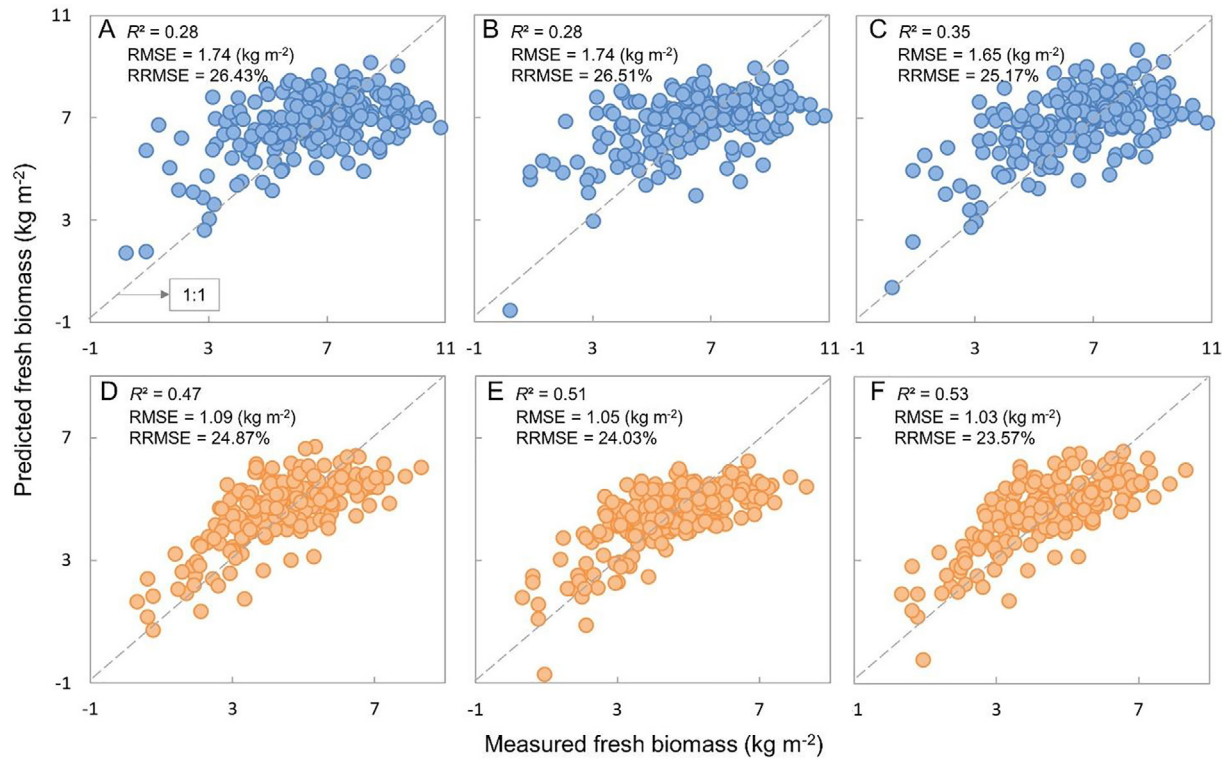 Predicted fresh biomass (kg m⁻²)
11
7
3
-1
A
R² = 0.28
RMSE = 1.74 (kg m⁻²)
RRMSE = 26.43%
1:1
-1 3 7 11
B
R² = 0.28
RMSE = 1.74 (kg m⁻²)
RRMSE = 26.51%
-1 3 7 11
C
R² = 0.35
RMSE = 1.65 (kg m⁻²)
RRMSE = 25.17%
-1 3 7 11
7
3
-1
D
R² = 0.47
RMSE = 1.09 (kg m⁻²)
RRMSE = 24.87%
-1 3 7
E
R² = 0.51
RMSE = 1.05 (kg m⁻²)
RRMSE = 24.03%
-1 3 7
F
R² = 0.53
RMSE = 1.03 (kg m⁻²)
RRMSE = 23.57%
1 3 7
Measured fresh biomass (kg m⁻²)